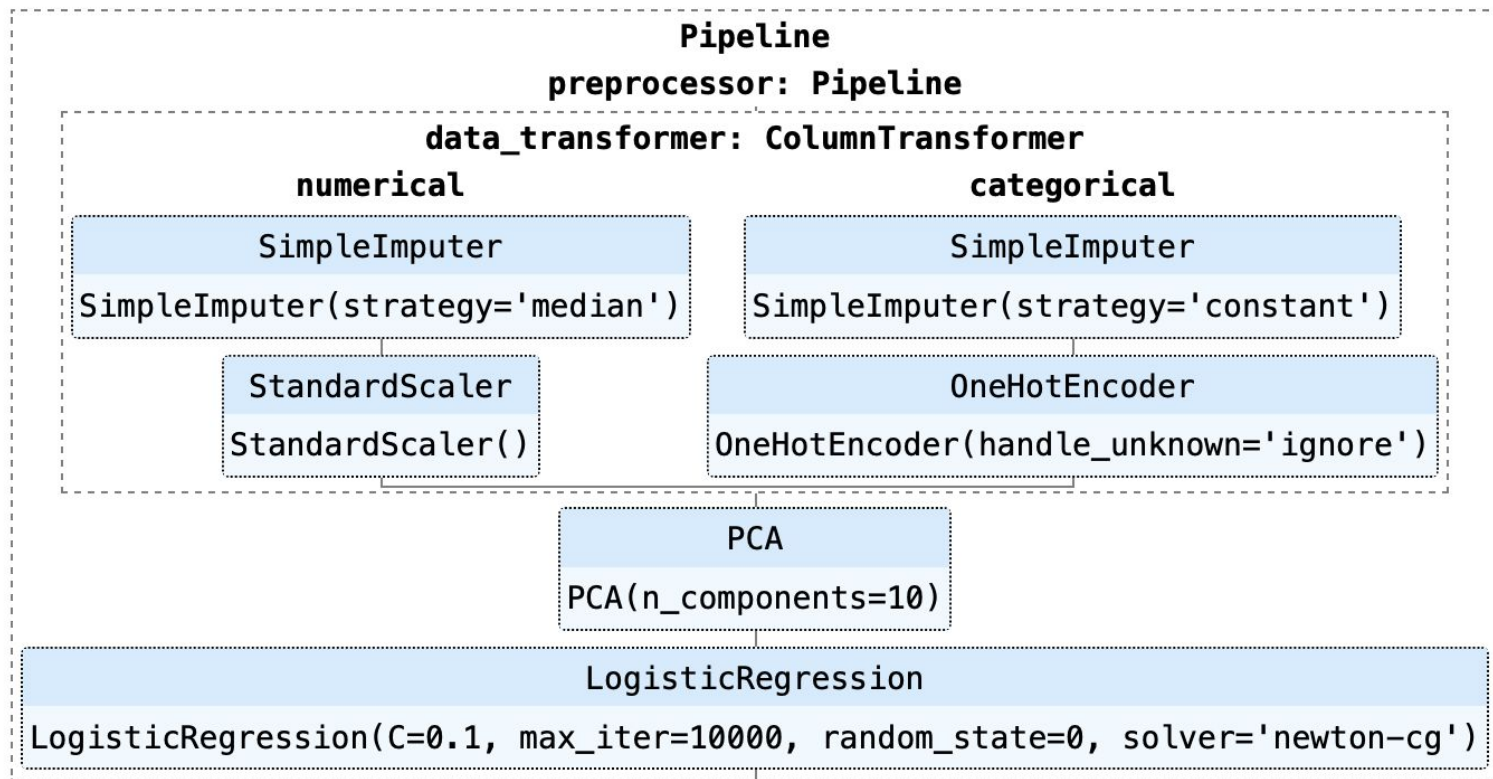 Pipeline
preprocessor: Pipeline
data_transformer: ColumnTransformer
numerical
categorical
SimpleImputer
SimpleImputer(strategy='median')
StandardScaler
StandardScaler()
SimpleImputer
SimpleImputer(strategy='constant')
OneHotEncoder
OneHotEncoder(handle_unknown='ignore')
PCA
PCA(n_components=10)
LogisticRegression
LogisticRegression(C=0.1, max_iter=10000, random_state=0, solver='newton-cg')